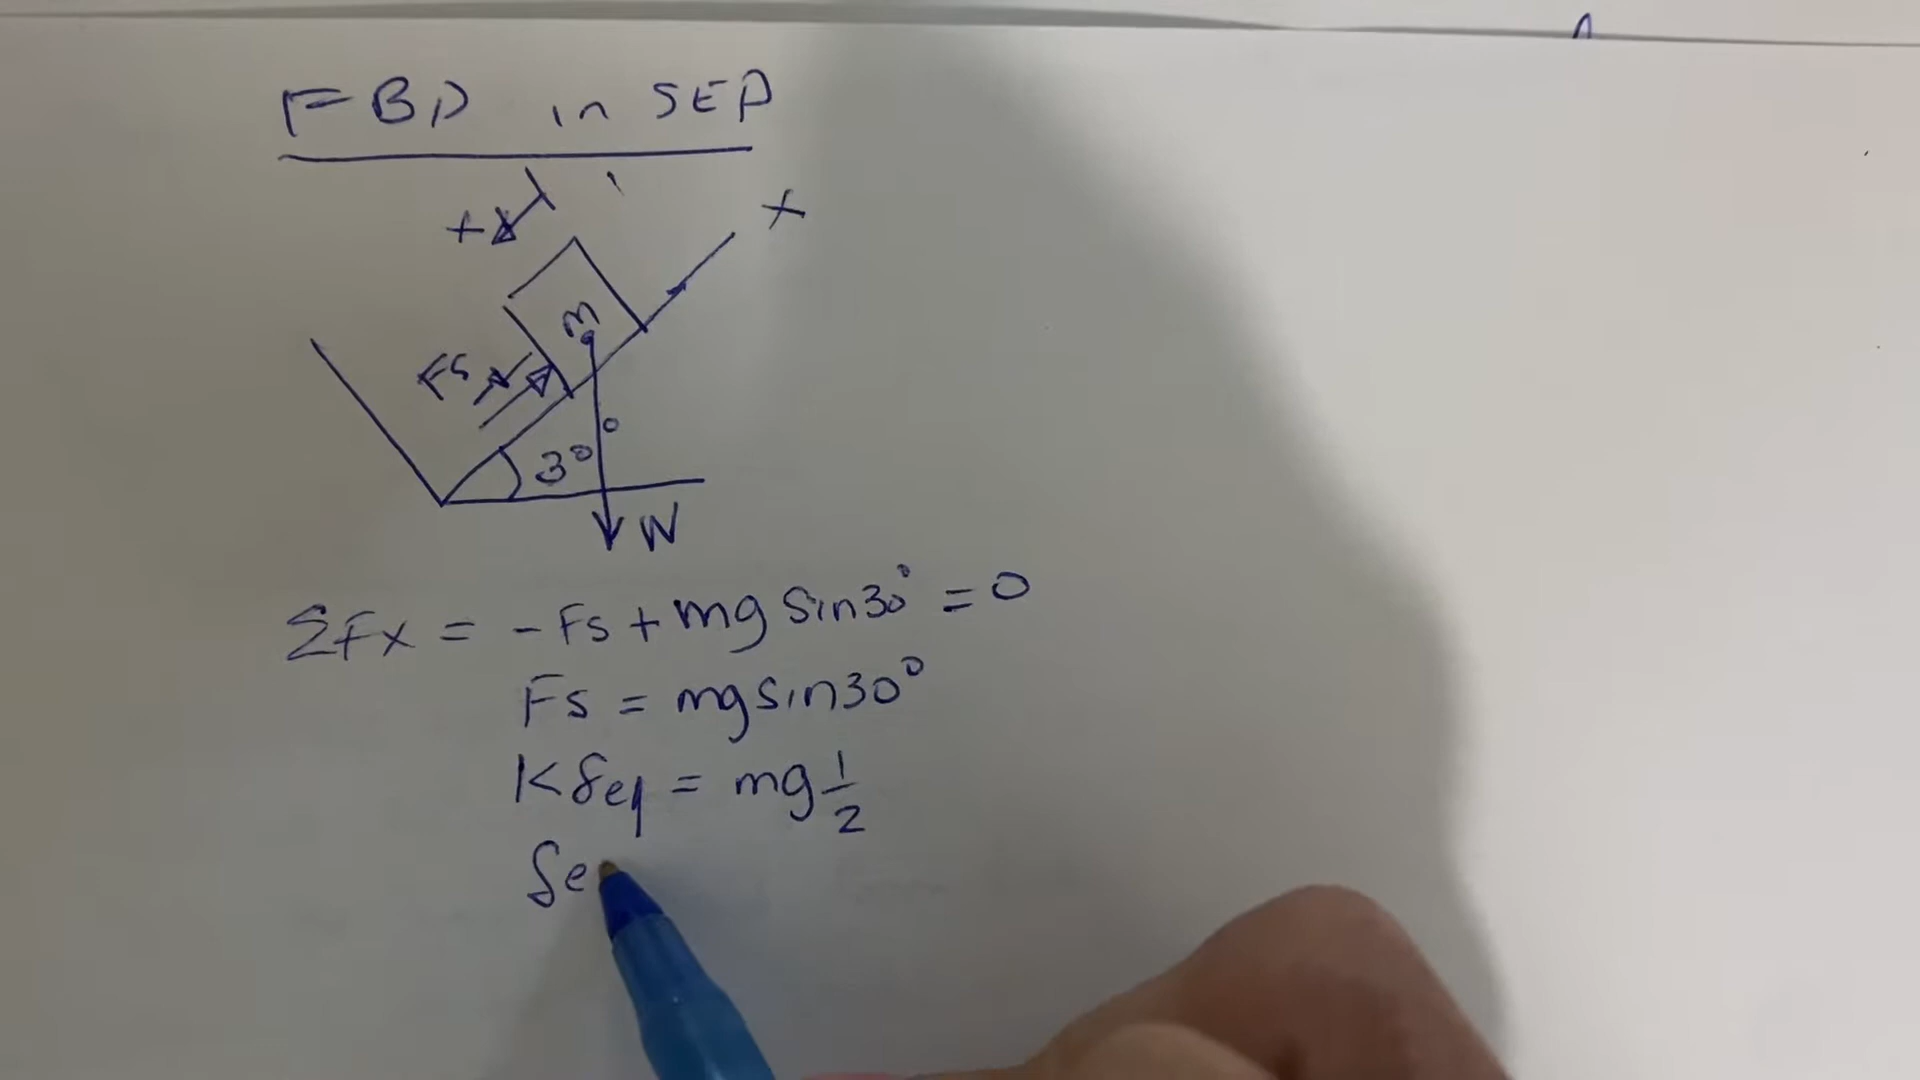 FBD in SEP
+
x
m
Fs
30
W
ΣFx = -Fs + mg sin30° = 0
Fs = mg sin30°
Kδeq = mg 1/2
δe